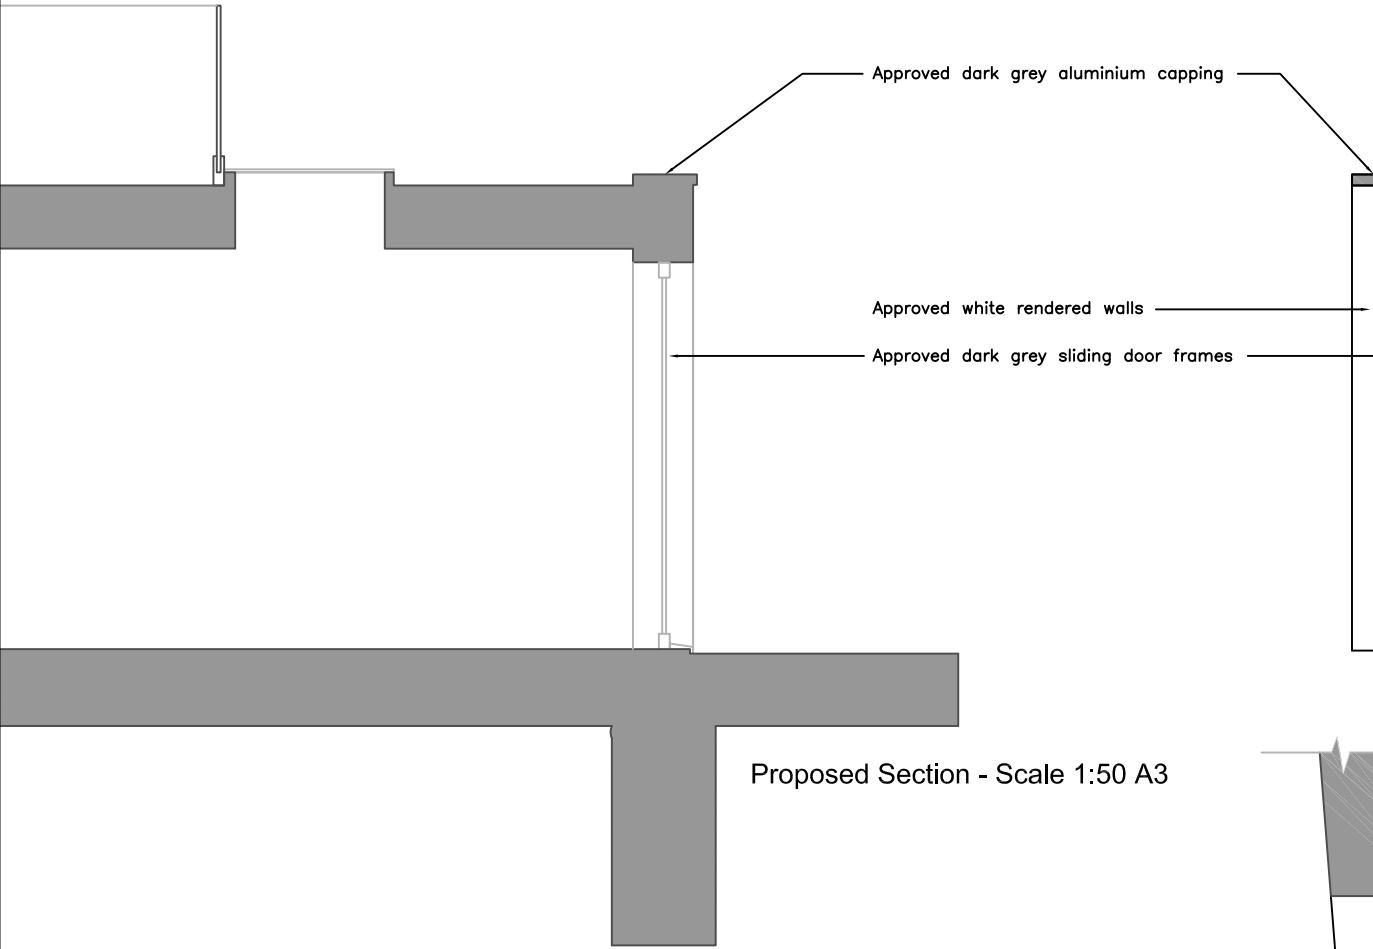 Approved dark grey aluminium capping
Approved white rendered walls
Approved dark grey sliding door frames
Proposed Section - Scale 1:50 A3